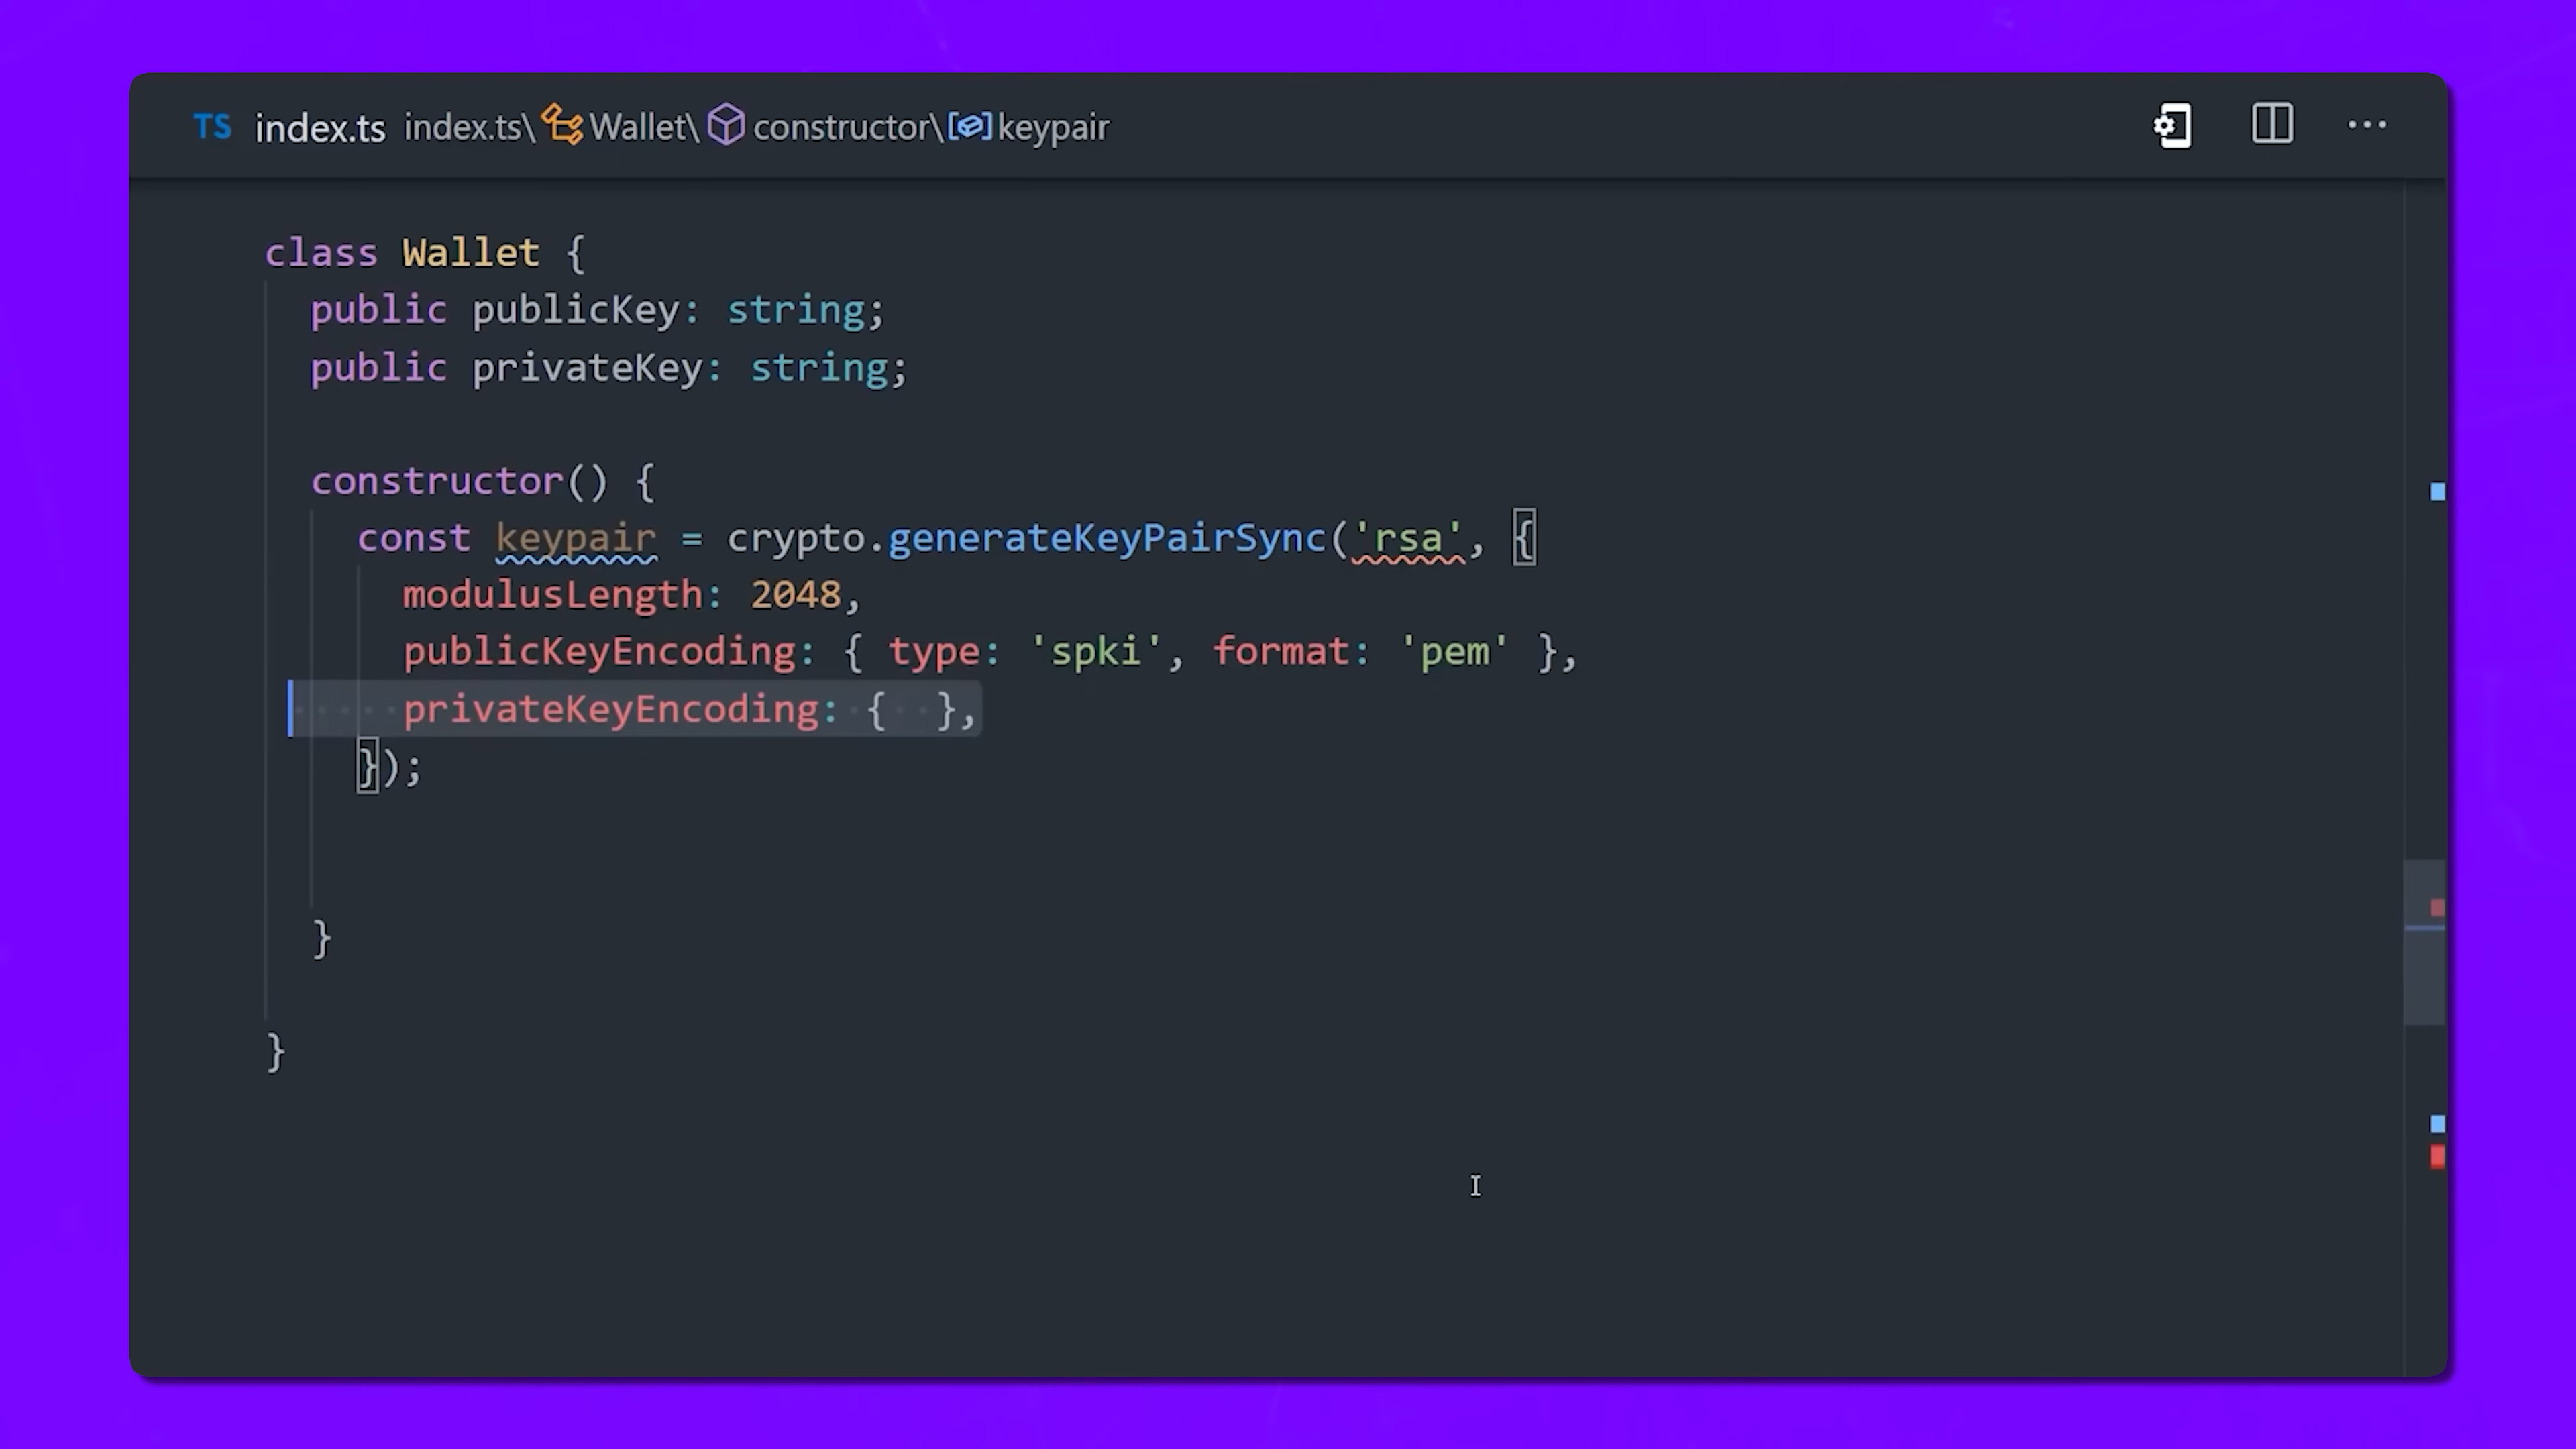 TS index.ts index.ts\Wallet\constructor\keypair
class Wallet {
public publicKey: string;
public privateKey: string;
constructor() {
const keypair = crypto.generateKeyPairSync('rsa', {
modulusLength: 2048,
publicKeyEncoding: { type: 'spki', format: 'pem' },
privateKeyEncoding: {  },
});
}
}